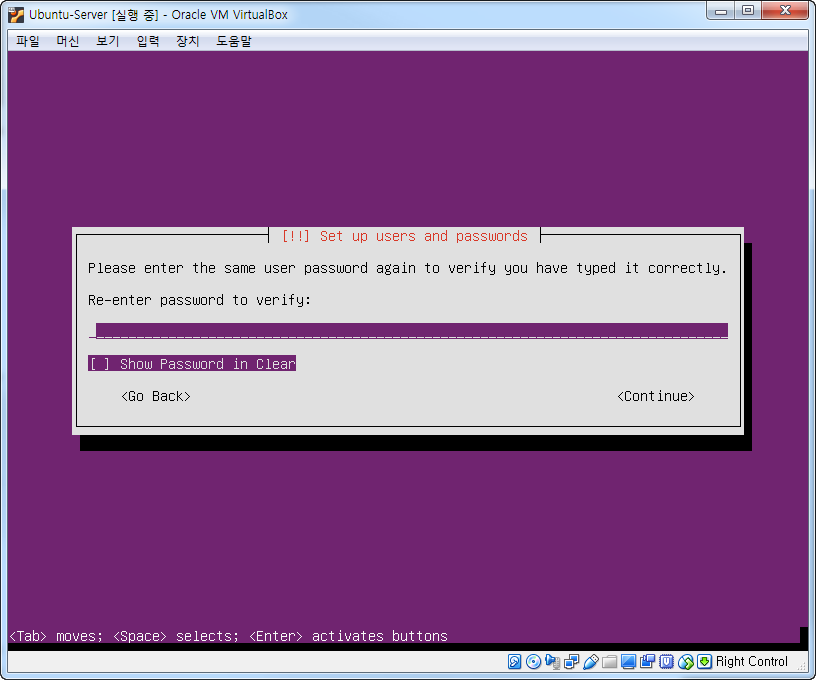 Ubuntu-Server [실행 중] - Oracle VM VirtualBox
파일 머신 보기 입력 장치 도움말
[!!] Set up users and passwords
Please enter the same user password again to verify you have typed it correctly.
Re-enter password to verify:
[ ] Show Password in Clear
<Go Back> <Continue>
<Tab> moves; <Space> selects; <Enter> activates buttons
Right Control